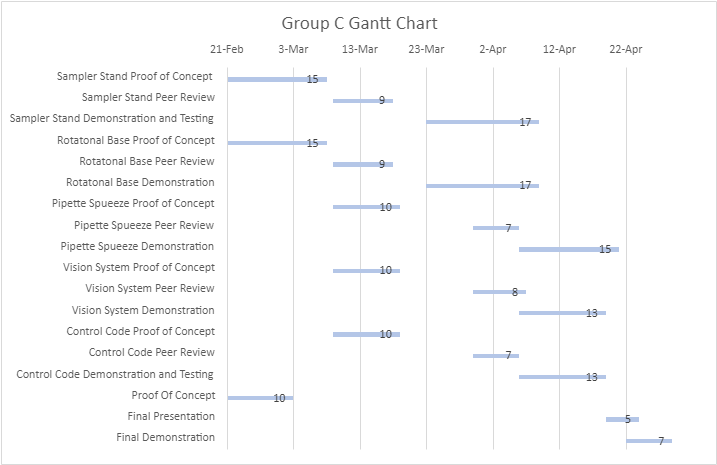 Group C Gantt Chart
21-Feb 3-Mar 13-Mar 23-Mar 2-Apr 12-Apr 22-Apr
Sampler Stand Proof of Concept 15
Sampler Stand Peer Review 9
Sampler Stand Demonstration and Testing 17
Rotatonal Base Proof of Concept 15
Rotatonal Base Peer Review 9
Rotatonal Base Demonstration 17
Pipette Spueeze Proof of Concept 10
Pipette Spueeze Peer Review 7
Pipette Spueeze Demonstration 15
Vision System Proof of Concept 10
Vision System Peer Review 8
Vision System Demonstration 13
Control Code Proof of Concept 10
Control Code Peer Review 7
Control Code Demonstration and Testing 13
Proof Of Concept 10
Final Presentation 5
Final Demonstration 7